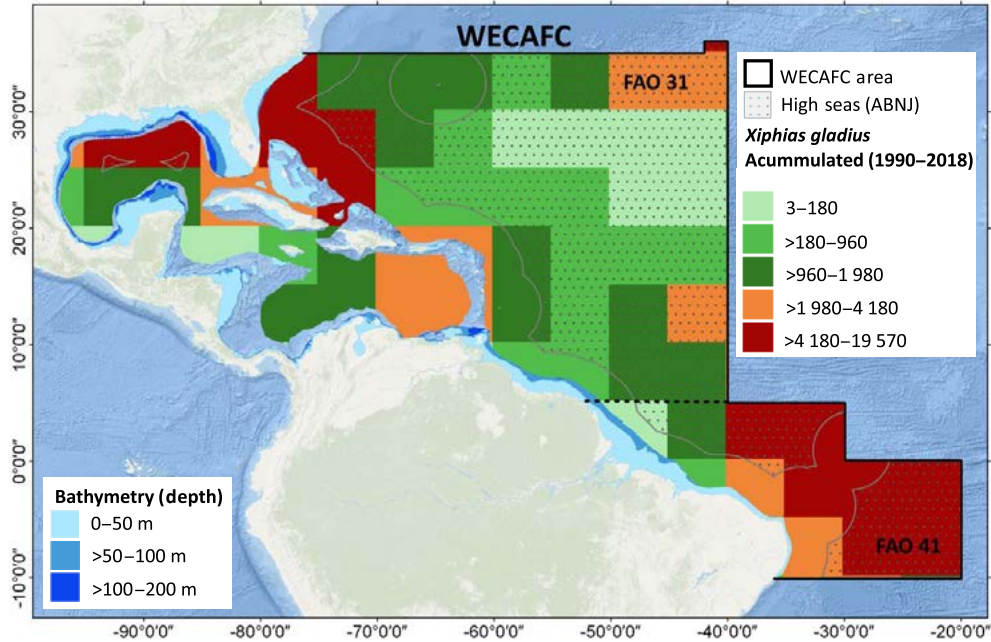 WECAFC
FAO 31
WECAFC area
High seas (ABNJ)
Xiphias gladius
Acummulated (1990–2018)
3–180
>180–960
>960–1 980
>1 980–4 180
>4 180–19 570
30°0'0"
20°0'0"
10°0'0"
0°0'0"
-10°0'0"
Bathymetry (depth)
0–50 m
>50–100 m
>100–200 m
FAO 41
-90°0'0"
-80°0'0"
-70°0'0"
-60°0'0"
-50°0'0"
-40°0'0"
-30°0'0"
-20°0'0"